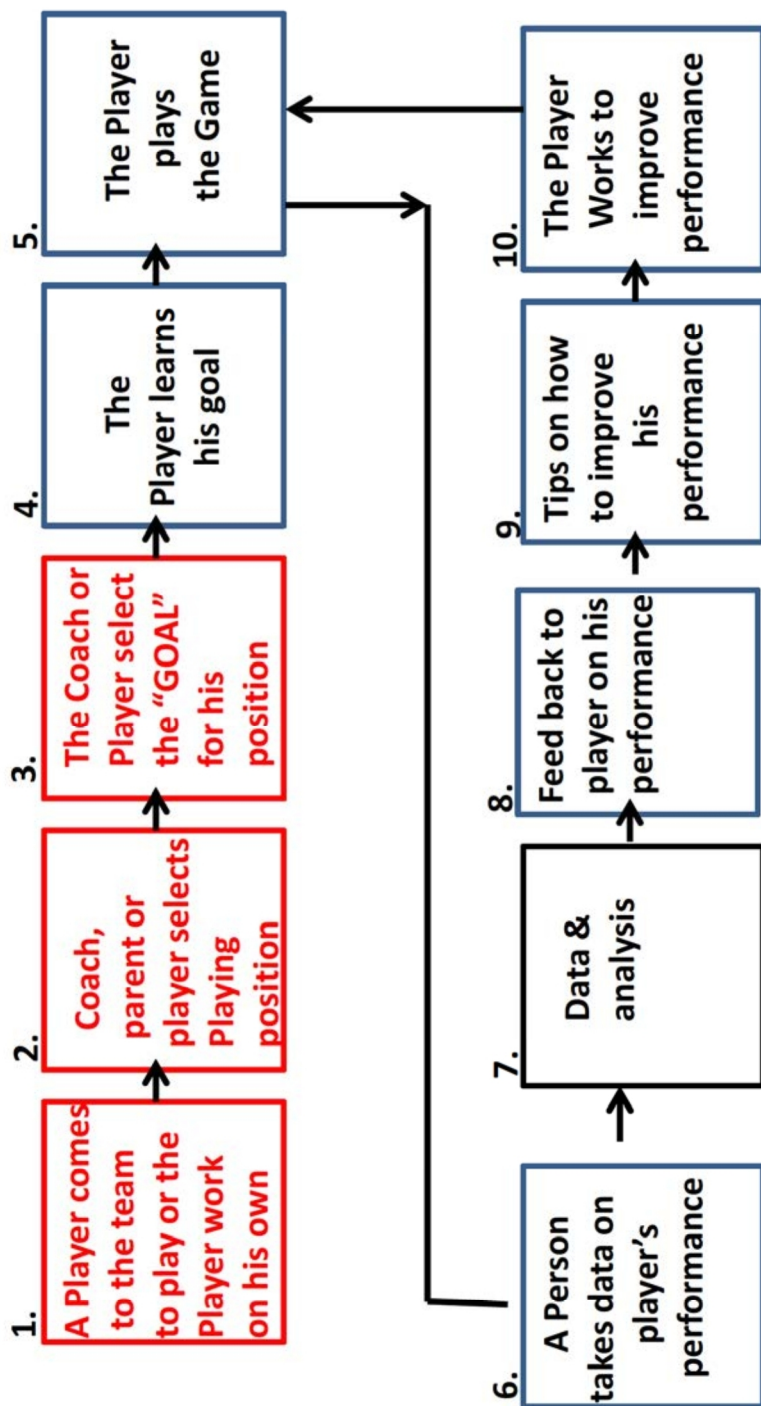 1.
A Player comes
to the team
to play or the
Player work
on his own
2.
Coach,
parent or
player selects
Playing
position
3.
The Coach or
Player select
the “GOAL”
for his
position
4.
The
Player learns
his goal
5.
The Player
plays
the Game
6.
A Person
takes data on
player’s
performance
7.
Data &
analysis
8.
Feed back to
player on his
performance
9.
Tips on how
to improve
his
performance
10.
The Player
Works to
improve
performance